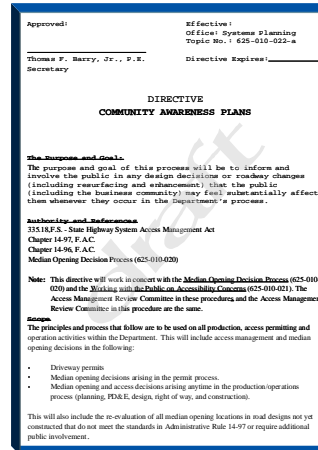 Approved: Effective:
Office: Systems Planning
Topic No.: 625-010-022-a
Thomas F. Barry, Jr., P.E. Directive Expires:
Secretary
DIRECTIVE
COMMUNITY AWARENESS PLANS
draft
The Purpose and Goal:
The purpose and goal of this process will be to inform and
involve the public in any design decisions or roadway changes
(including resurfacing and enhancement) that the public
(including the business community) may feel substantially affect
them whenever they occur in the Department's process.
Authority and References
335.18,F.S. - State Highway System Access Management Act
Chapter 14-97, F.A.C.
Chapter 14-96, F.A.C.
Median Opening Decision Process (625-010-020)
Note: This directive will work in concert with the Median Opening Decision Process (625-010-
020) and the Working with the Public on Accessibility Concerns (625-010-021). The
Access Management Review Committee in these procedures, and the Access Management
Review Committee in this procedure are the same.
Scope
The principles and process that follow are to be used on all production, access permitting and
operation activities within the Department. This will include access management and median
opening decisions in the following:
• Driveway permits
• Median opening decisions arising in the permit process.
• Median opening and access decisions arising anytime in the production/operations
process (planning, PD&E, design, right of way, and construction).
This will also include the re-evaluation of all median opening locations in road designs not yet
constructed that do not meet the standards in Administrative Rule 14-97 or require additional
public involvement.